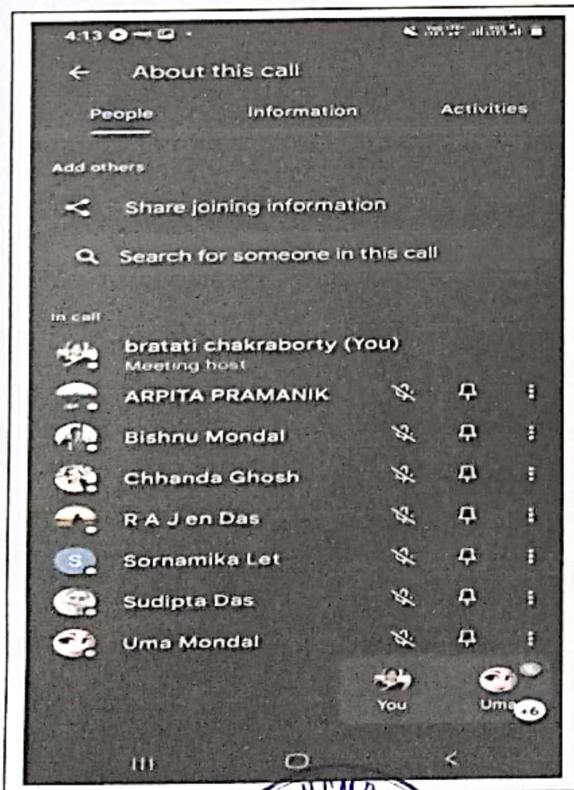 4:13
← About this call
People Information Activities
Add others
Share joining information
Search for someone in this call
In call
bratati chakraborty (You)
Meeting host
ARPITA PRAMANIK
Bishnu Mondal
Chhanda Ghosh
R A J en Das
S Sornamika Let
Sudipta Das
Uma Mondal
You Uma +6